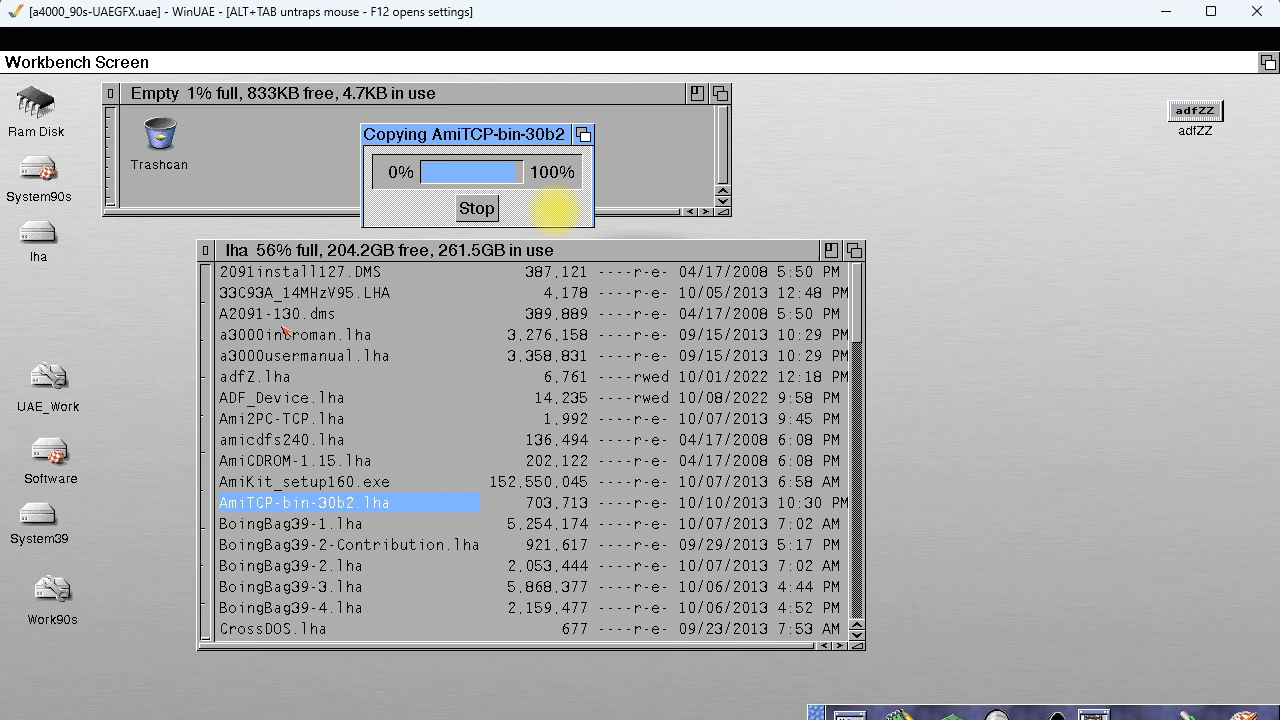 [a4000_90s-UAEGFX.uae] - WinUAE - [ALT+TAB untraps mouse - F12 opens settings]
Workbench Screen
Ram Disk
System90s
lha
UAE_Work
Software
System39
Work90s
Empty 1% full, 833KB free, 4.7KB in use
Trashcan
Copying AmiTCP-bin-30b2
0% 100%
Stop
adfZZ
adfZZ
lha 56% full, 204.2GB free, 261.5GB in use
2091install127.DMS 387,121 ----r-e- 04/17/2008 5:50 PM
33C93A_14MHzV95.LHA 4,178 ----r-e- 10/05/2013 12:48 PM
A2091-130.dms 389,889 ----r-e- 04/17/2008 5:50 PM
a3000introman.lha 3,276,158 ----r-e- 09/15/2013 10:29 PM
a3000usermanual.lha 3,358,831 ----r-e- 09/15/2013 10:29 PM
adfZ.lha 6,761 ----rwed 10/01/2022 12:18 PM
ADF_Device.lha 14,235 ----rwed 10/08/2022 9:58 PM
Ami2PC-TCP.lha 1,992 ----r-e- 10/07/2013 9:45 PM
amicdfs240.lha 136,494 ----r-e- 04/17/2008 6:08 PM
AmiCDROM-1.15.lha 202,122 ----r-e- 04/17/2008 6:08 PM
AmiKit_setup160.exe 152,550,045 ----r-e- 10/07/2013 6:58 AM
AmiTCP-bin-30b2.lha 703,713 ----r-e- 10/10/2013 10:30 PM
BoingBag39-1.lha 5,254,174 ----r-e- 10/07/2013 7:02 AM
BoingBag39-2-Contribution.lha 921,617 ----r-e- 09/29/2013 5:17 PM
BoingBag39-2.lha 2,053,444 ----r-e- 10/07/2013 7:02 AM
BoingBag39-3.lha 5,868,377 ----r-e- 10/06/2013 4:44 PM
BoingBag39-4.lha 2,159,477 ----r-e- 10/06/2013 4:52 PM
CrossDOS.lha 677 ----r-e- 09/23/2013 7:53 AM